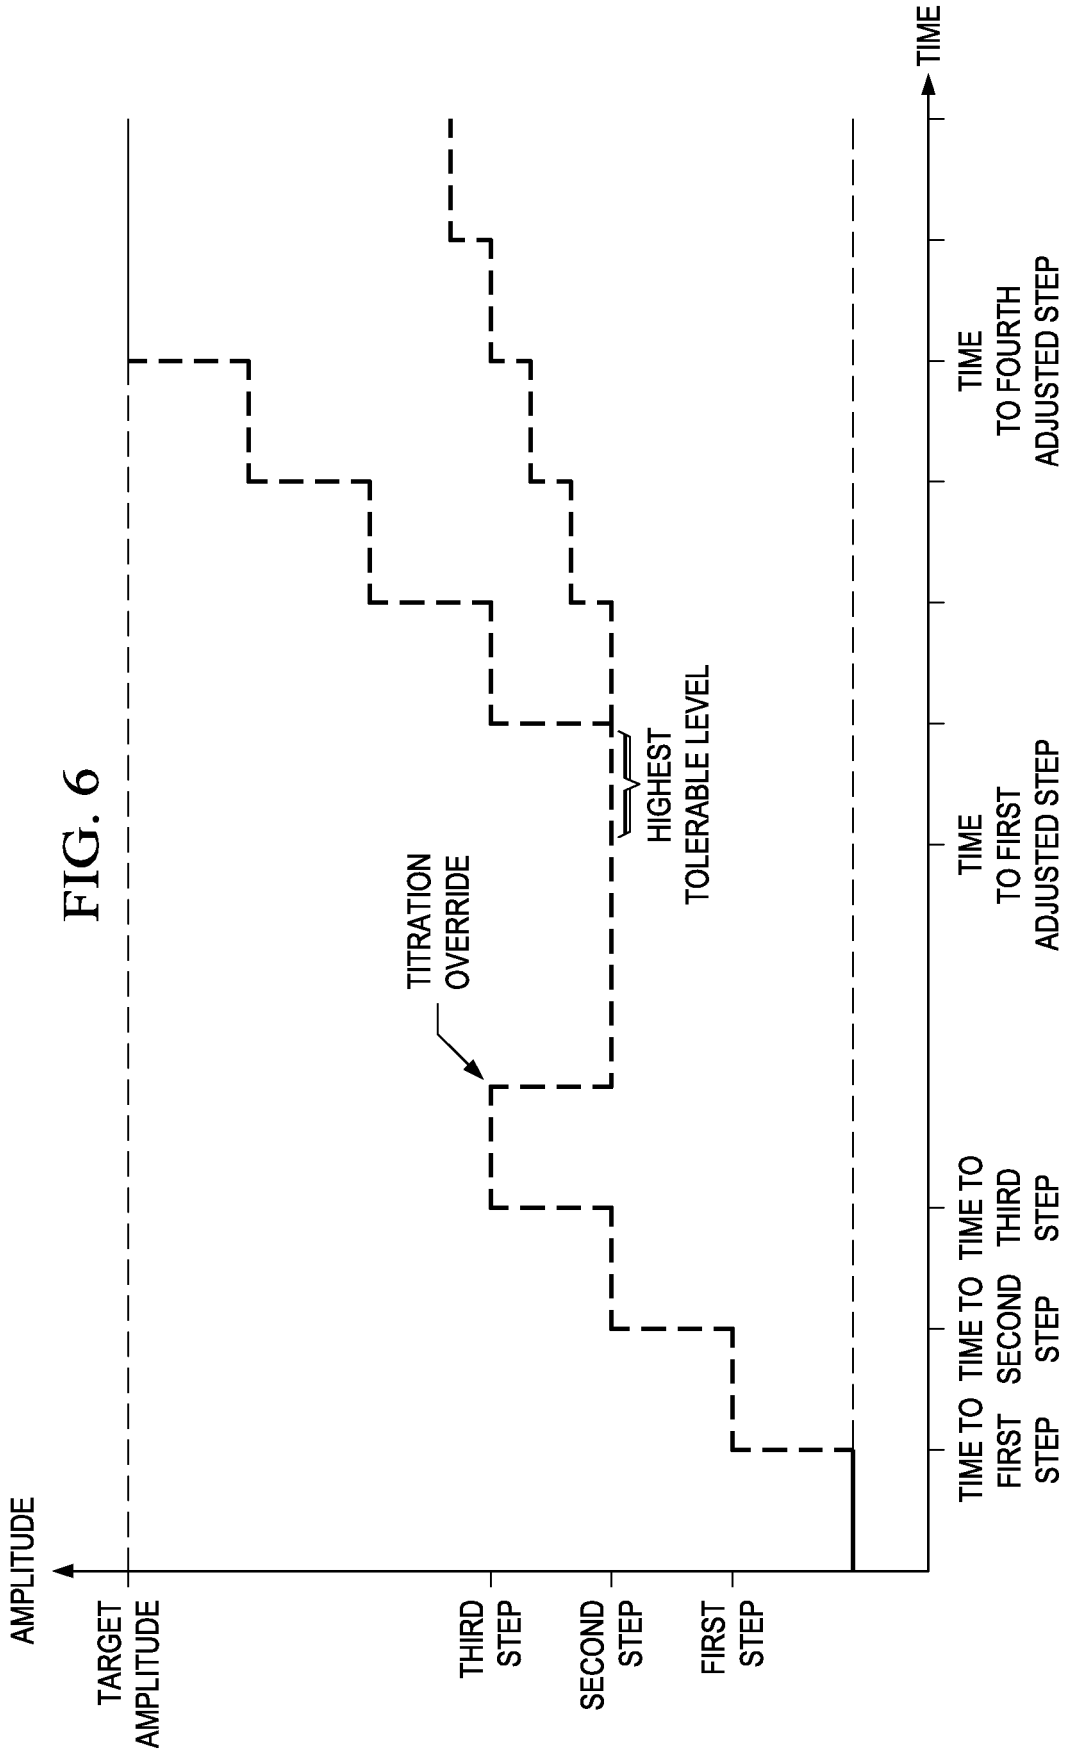 FIG. 6
AMPLITUDE
TARGET
AMPLITUDE
THIRD
STEP
SECOND
STEP
FIRST
STEP
TITRATION
OVERRIDE
HIGHEST
TOLERABLE LEVEL
TIME TO
FIRST
STEP
TIME TO
SECOND
STEP
TIME TO
THIRD
STEP
TIME
TO FIRST
ADJUSTED STEP
TIME
TO FOURTH
ADJUSTED STEP
TIME